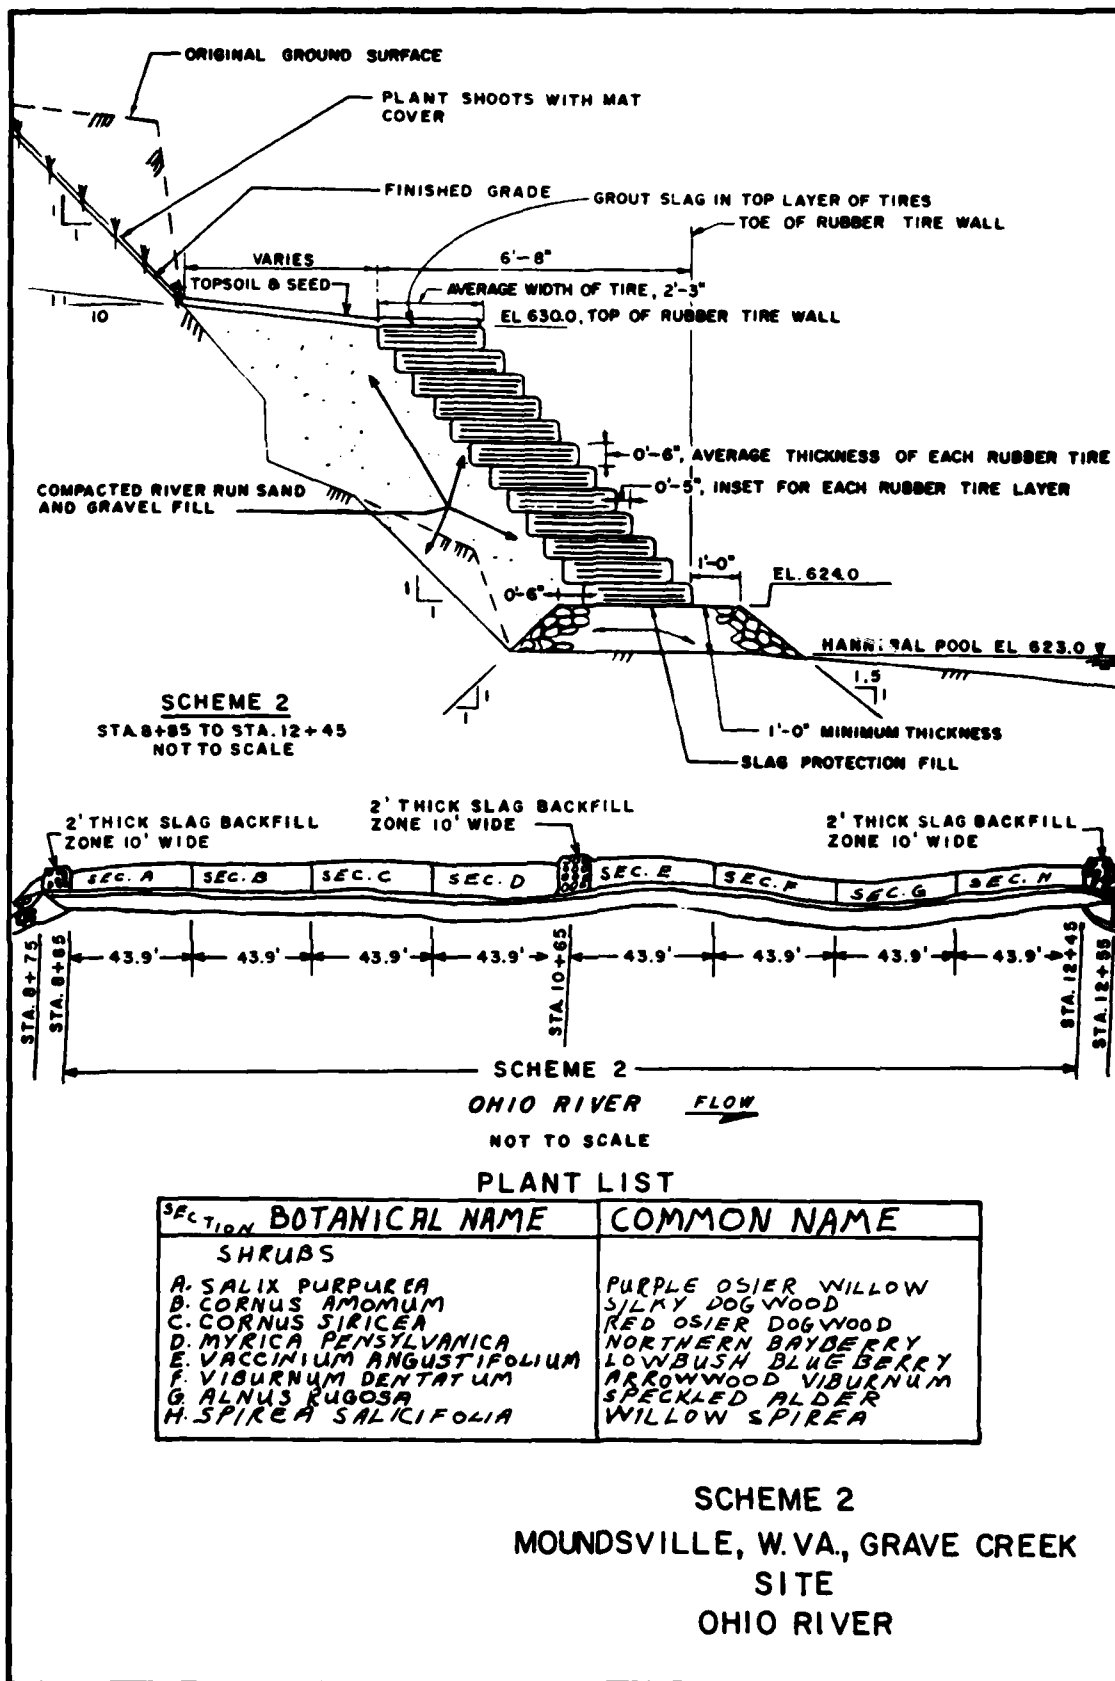 ORIGINAL GROUND SURFACE
PLANT SHOOTS WITH MAT
COVER
FINISHED GRADE
GROUT SLAG IN TOP LAYER OF TIRES
TOE OF RUBBER TIRE WALL
1
1
VARIES
6'-8"
TOPSOIL & SEED
AVERAGE WIDTH OF TIRE, 2'-3"
EL 630.0, TOP OF RUBBER TIRE WALL
1
10
0'-6", AVERAGE THICKNESS OF EACH RUBBER TIRE
0'-5", INSET FOR EACH RUBBER TIRE LAYER
COMPACTED RIVER RUN SAND
AND GRAVEL FILL
1'-0"
EL. 624.0
1
1
0'-6"
HANNIBAL POOL EL 623.0
1.5
1
1
1
SCHEME 2
STA. 8+85 TO STA. 12+45
NOT TO SCALE
1'-0" MINIMUM THICKNESS
SLAG PROTECTION FILL
2' THICK SLAG BACKFILL
ZONE 10' WIDE
2' THICK SLAG BACKFILL
ZONE 10' WIDE
2' THICK SLAG BACKFILL
ZONE 10' WIDE
SEC. A SEC. B SEC. C SEC. D SEC. E SEC. F SEC. G SEC. H
43.9' 43.9' 43.9' 43.9' 43.9' 43.9' 43.9' 43.9'
STA. 8+75
STA. 8+85
STA. 10+65
STA. 12+45
STA. 12+55
SCHEME 2
OHIO RIVER FLOW
NOT TO SCALE
PLANT LIST
SECTION BOTANICAL NAME COMMON NAME
SHRUBS
A. SALIX PURPUREA PURPLE OSIER WILLOW
B. CORNUS AMOMUM SILKY DOGWOOD
C. CORNUS SIRICEA RED OSIER DOGWOOD
D. MYRICA PENSYLVANICA NORTHERN BAYBERRY
E. VACCINIUM ANGUSTIFOLIUM LOWBUSH BLUEBERRY
F. VIBURNUM DENTATUM ARROWWOOD VIBURNUM
G. ALNUS RUGOSA SPECKLED ALDER
H. SPIREA SALICIFOLIA WILLOW SPIREA
SCHEME 2
MOUNDSVILLE, W. VA., GRAVE CREEK
SITE
OHIO RIVER